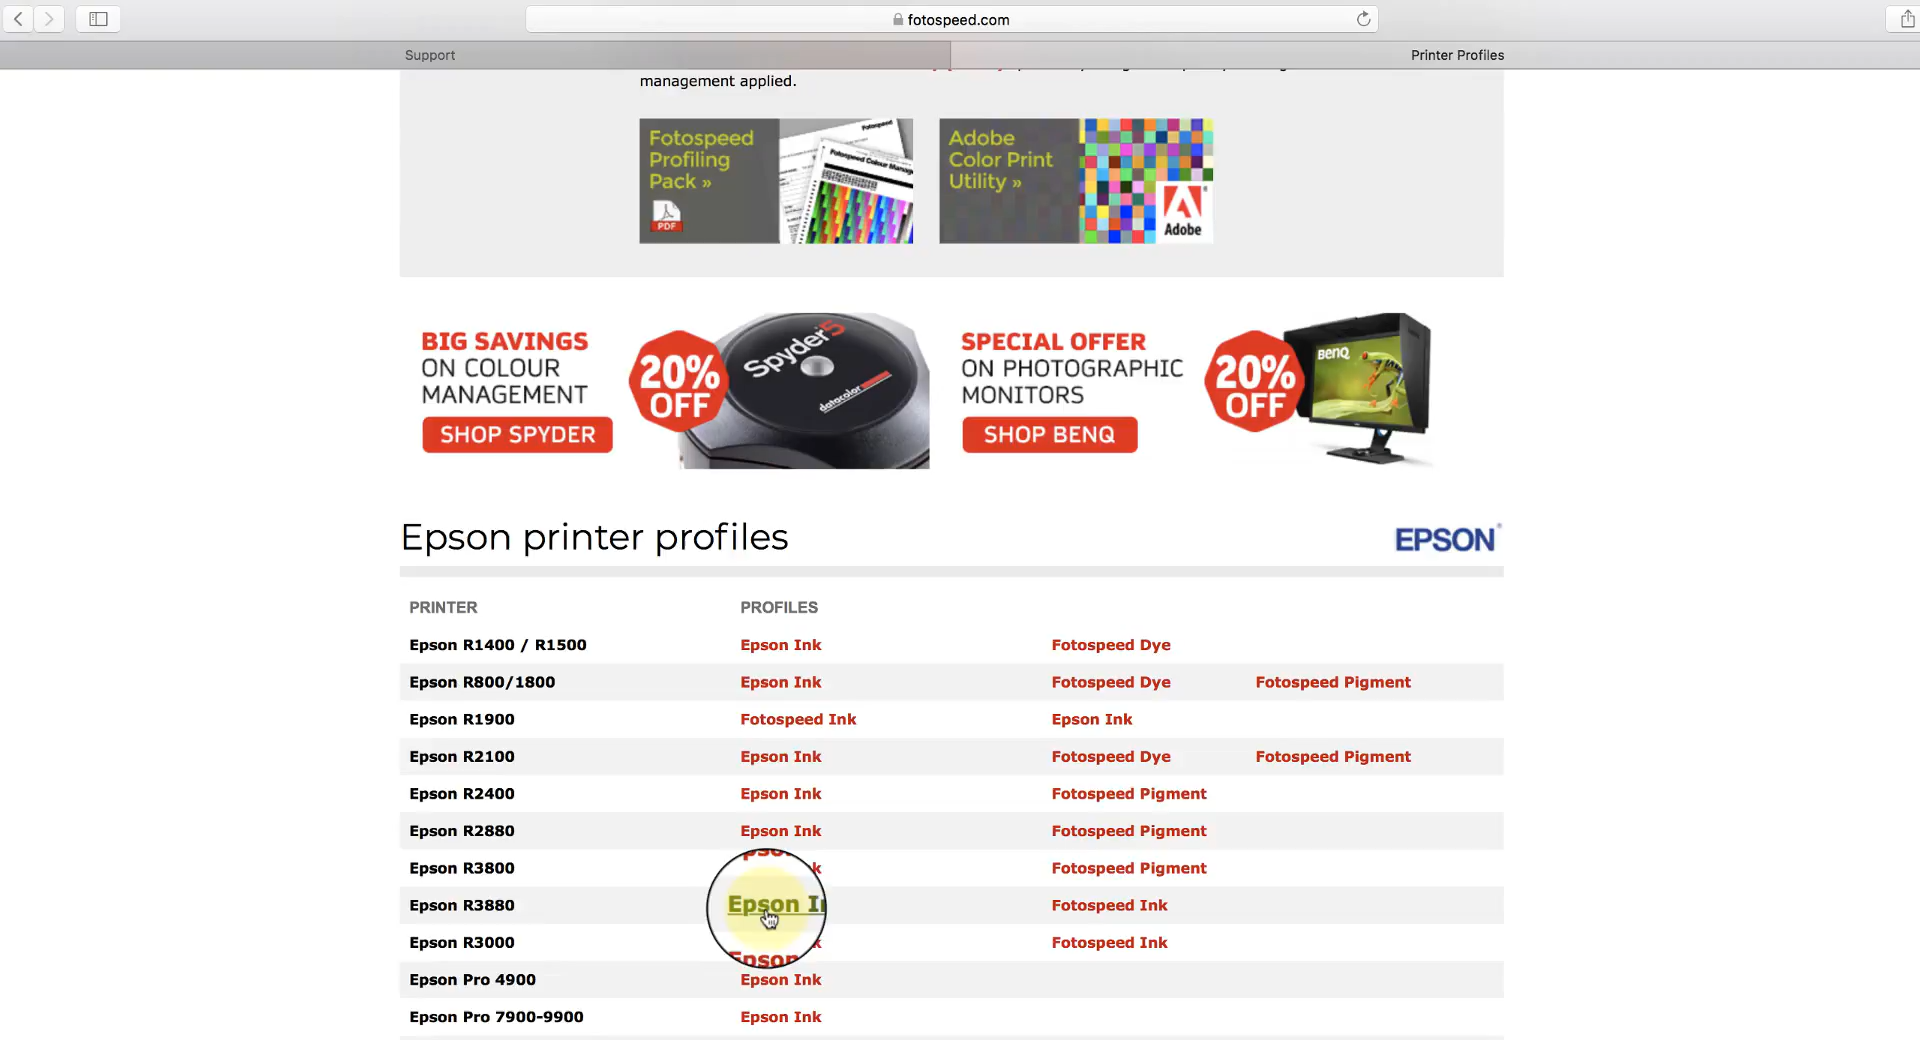 fotospeed.com
Support
Printer Profiles
management applied.
Fotospeed
Profiling
Pack »
PDF
Fotospeed
Adobe
Color Print
Utility »
Adobe
BIG SAVINGS
ON COLOUR
MANAGEMENT
SHOP SPYDER
20%
OFF
Spyder5
datacolor
SPECIAL OFFER
ON PHOTOGRAPHIC
MONITORS
SHOP BENQ
20%
OFF
BenQ
Epson printer profiles
EPSON
PRINTER PROFILES
Epson R1400 / R1500 Epson Ink Fotospeed Dye
Epson R800/1800 Epson Ink Fotospeed Dye Fotospeed Pigment
Epson R1900 Fotospeed Ink Epson Ink
Epson R2100 Epson Ink Fotospeed Dye Fotospeed Pigment
Epson R2400 Epson Ink Fotospeed Pigment
Epson R2880 Epson Ink Fotospeed Pigment
Epson R3800 Fotospeed Pigment
Epson R3880 Epson Fotospeed Ink
Epson R3000 Fotospeed Ink
Epson Pro 4900 Epson Ink
Epson Pro 7900-9900 Epson Ink